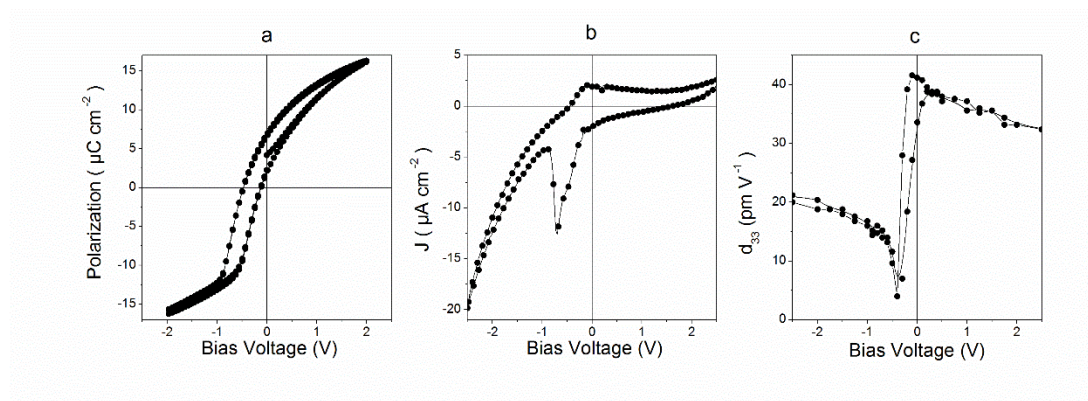 a
15
10
5
0
-5
-10
-15
-2 -1 0 1 2
Polarization ( µC cm⁻² )
Bias Voltage (V)
b
5
0
-5
-10
-15
-20
-2 -1 0 1 2
J ( µA cm⁻² )
Bias Voltage (V)
c
40
30
20
10
0
-2 -1 0 1 2
d₃₃ (pm V⁻¹)
Bias Voltage (V)